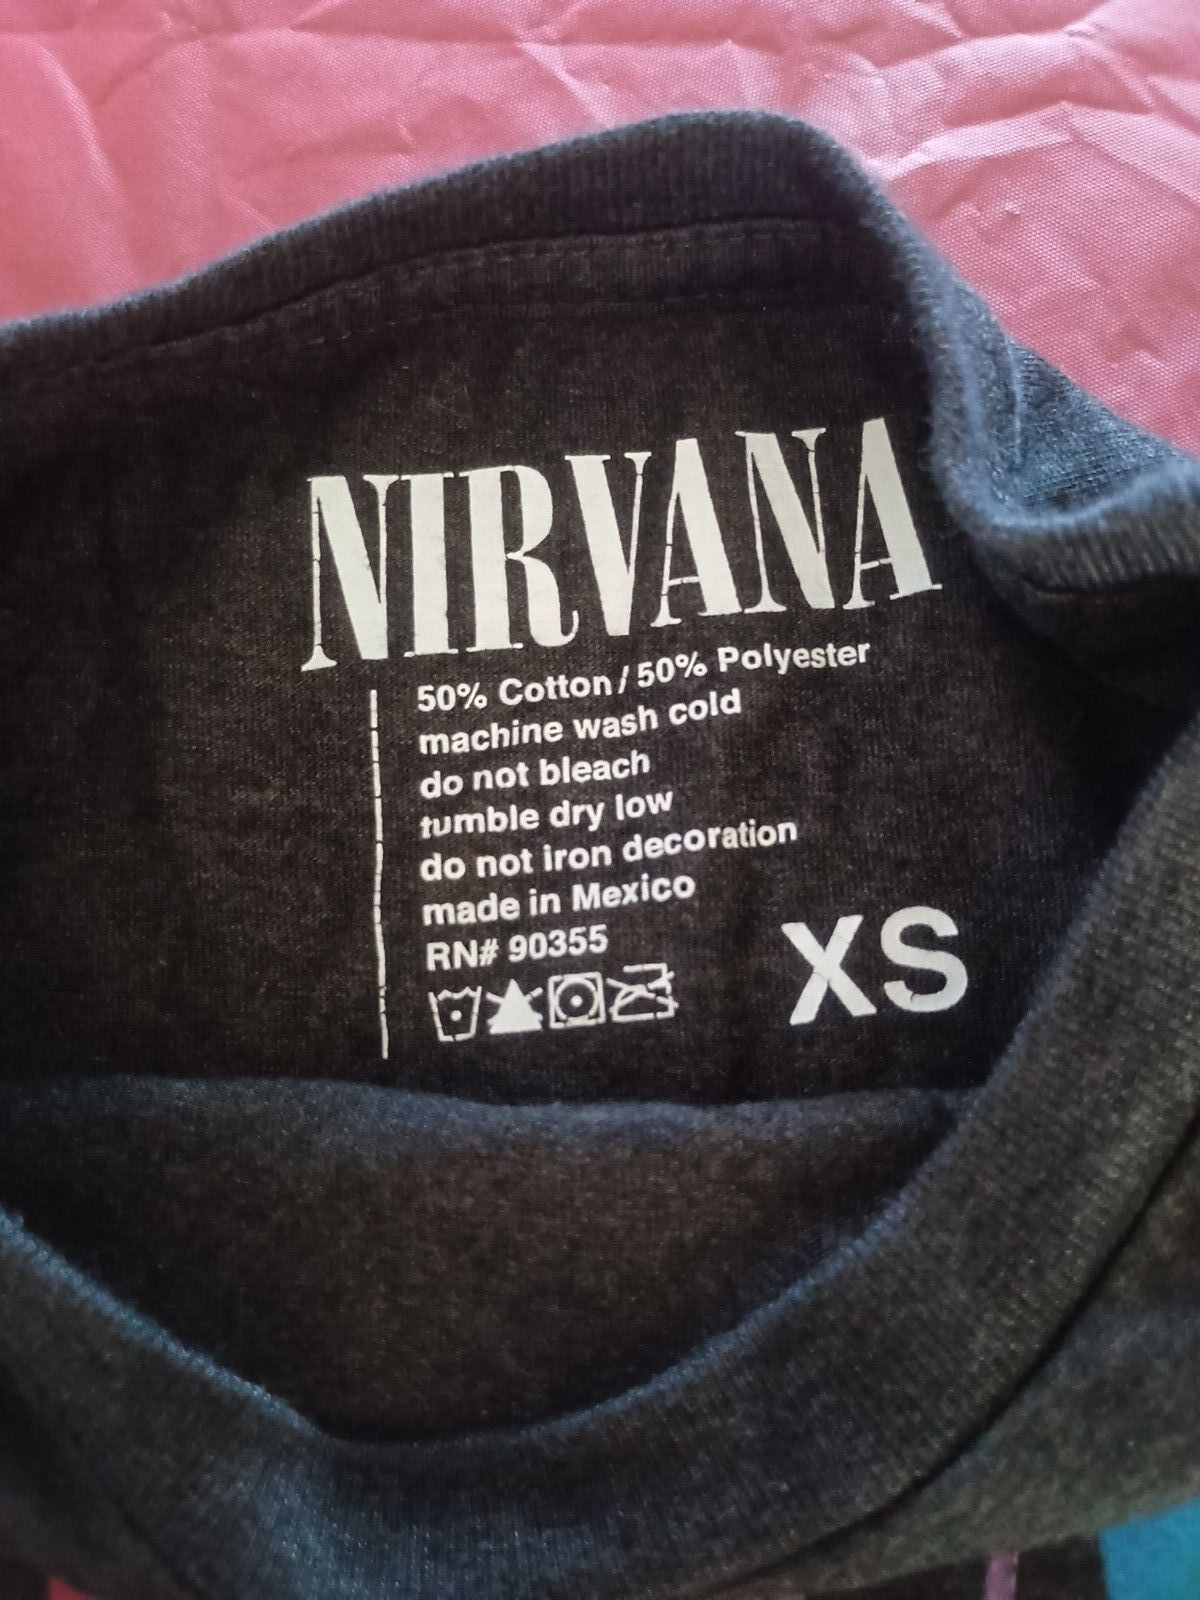 NIRVANA
50% Cotton/50% Polyester
machine wash cold
do not bleach
tumble dry low
do not iron decoration
made in Mexico
RN# 90355
XS